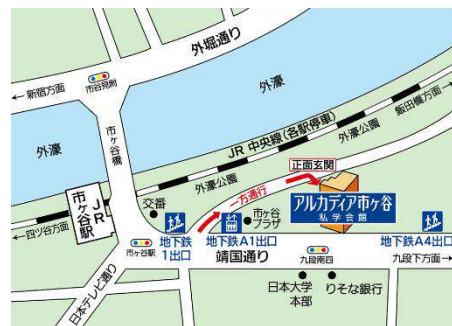 外堀通り
市谷見附
← 新宿方面
外濠
飯田橋方面 →
市ヶ谷橋
外濠
JR 中央線(各駅停車)
外濠公園
正面玄関
外濠公園
一方通行
アルカディア市ヶ谷
私学会館
JR
市ヶ谷駅
交番
市ヶ谷
プラザ
← 四ツ谷方面
地下鉄
1出口
地下鉄A1出口
地下鉄A4出口
市ヶ谷駅
靖国通り
九段南四
九段下方面 →
日本テレビ通り
日本大学
本部
りそな銀行